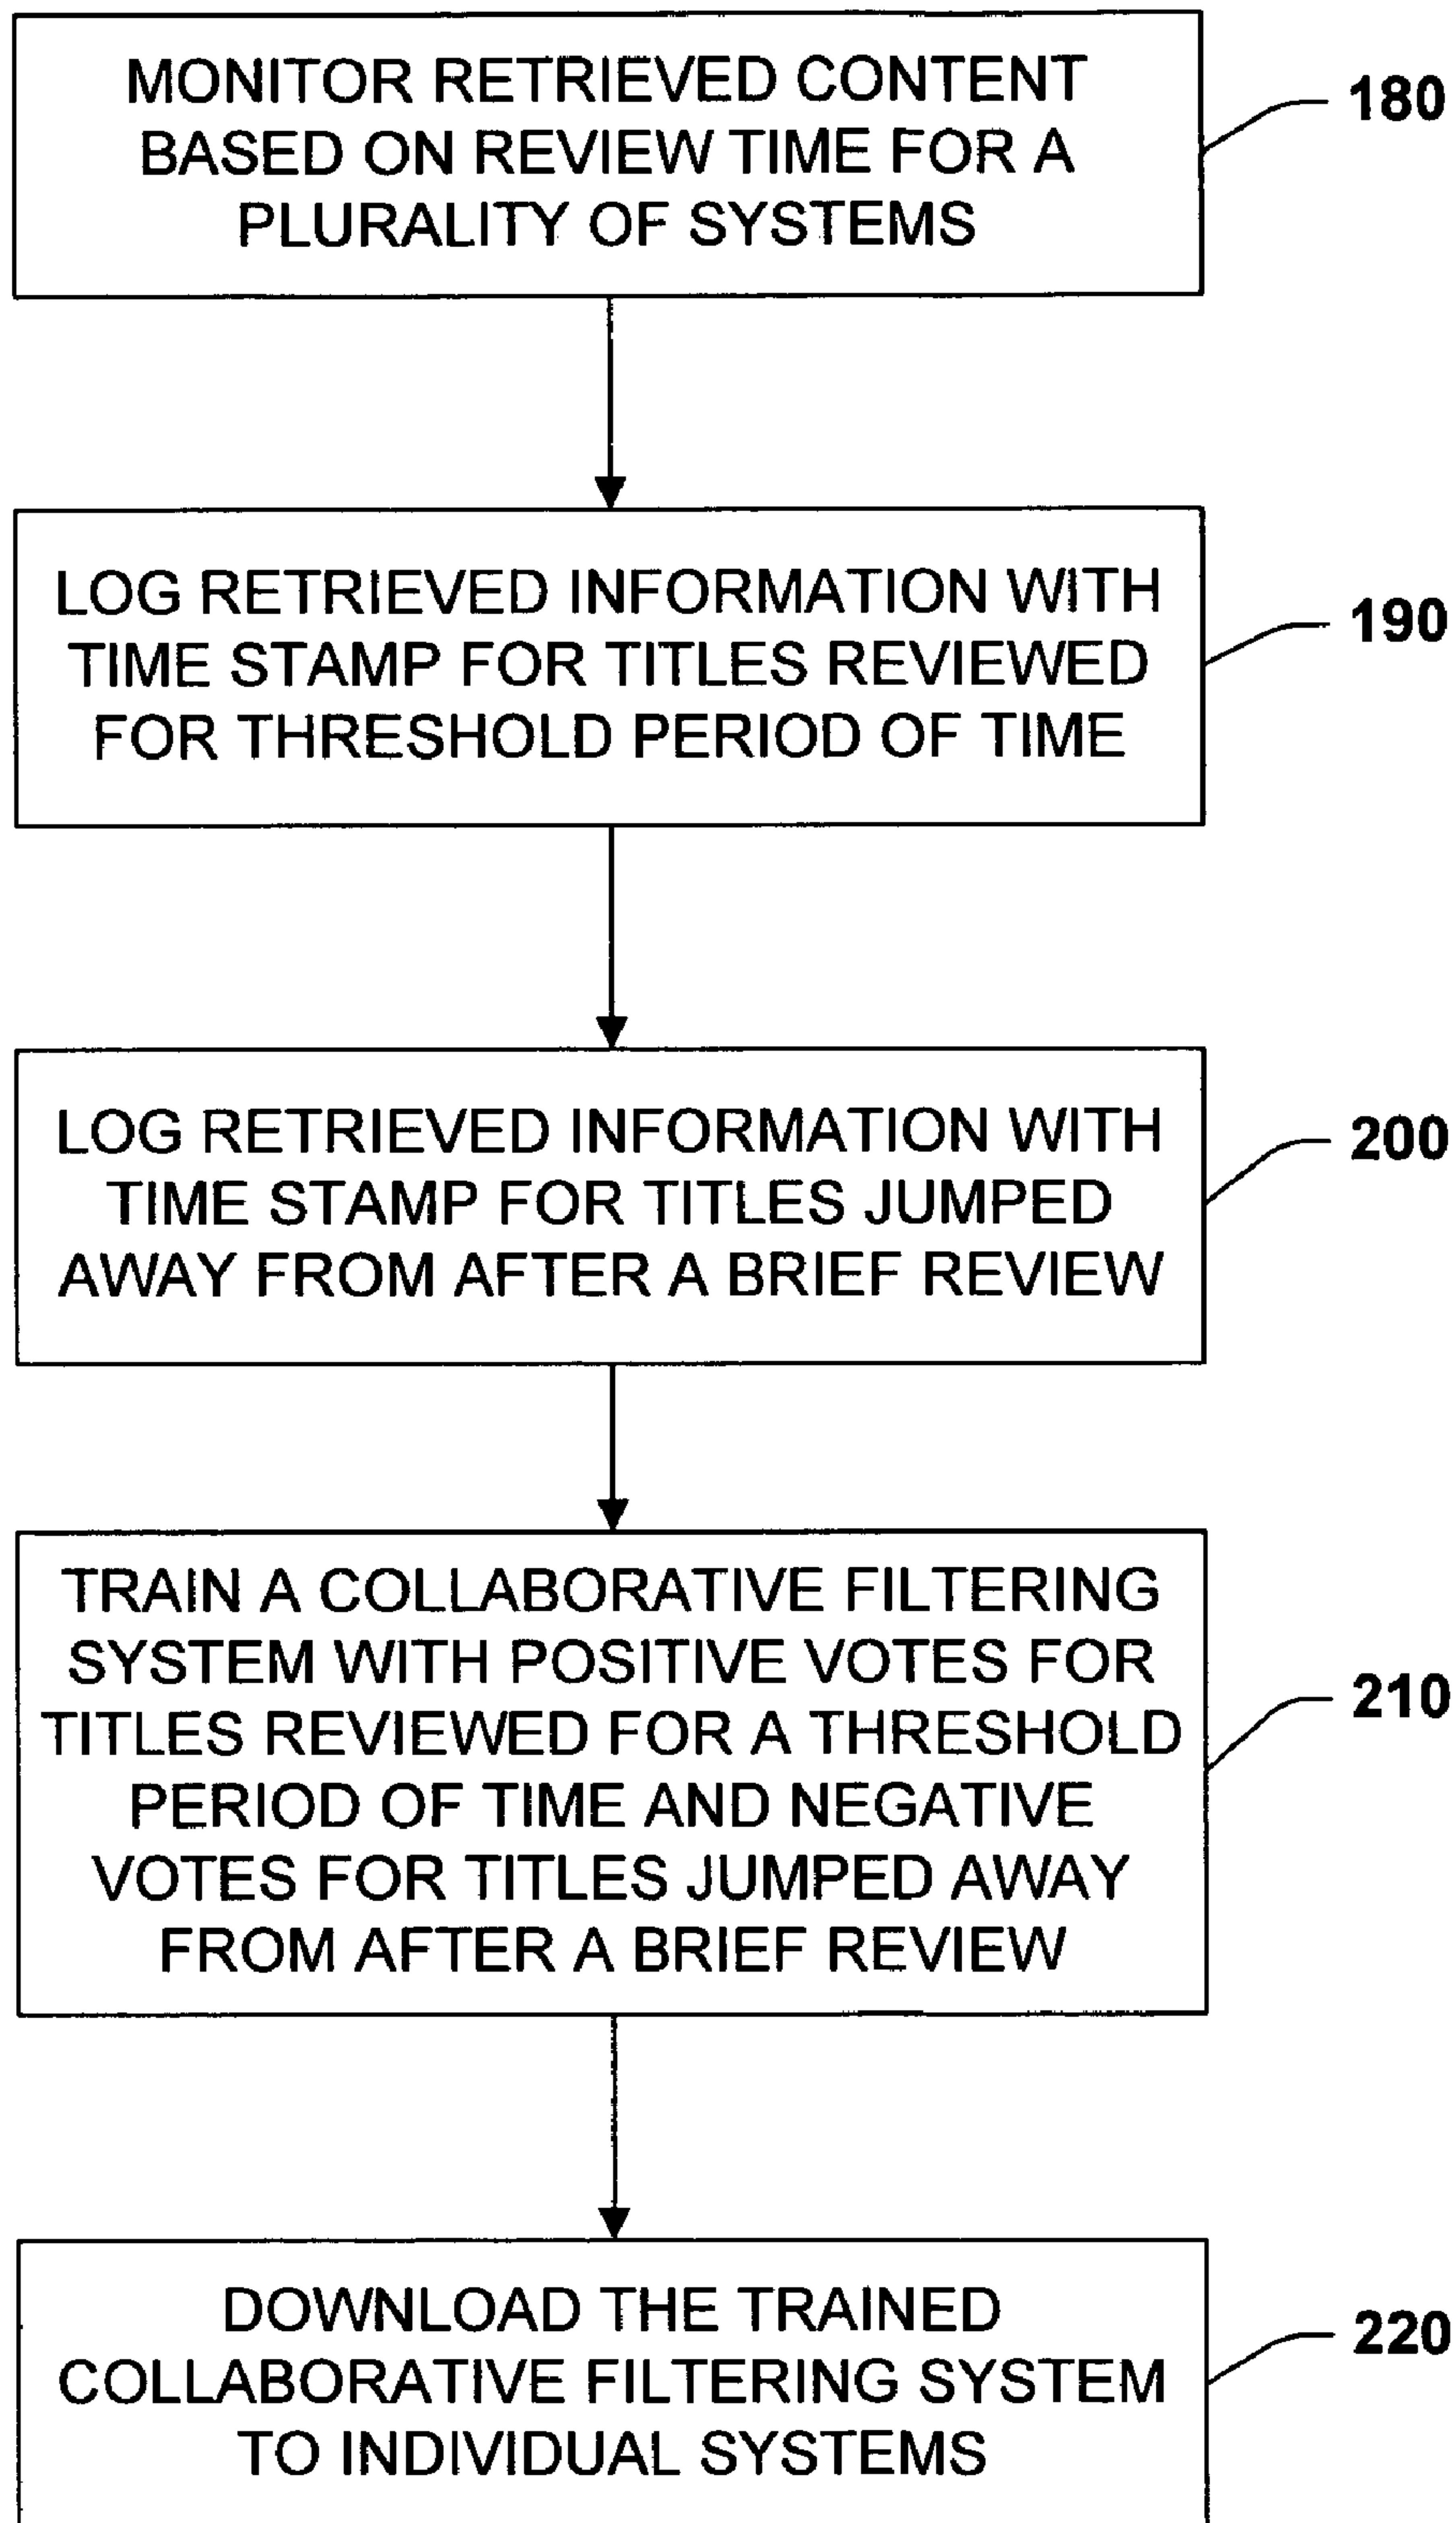 MONITOR RETRIEVED CONTENT
BASED ON REVIEW TIME FOR A
PLURALITY OF SYSTEMS
180
LOG RETRIEVED INFORMATION WITH
TIME STAMP FOR TITLES REVIEWED
FOR THRESHOLD PERIOD OF TIME
190
LOG RETRIEVED INFORMATION WITH
TIME STAMP FOR TITLES JUMPED
AWAY FROM AFTER A BRIEF REVIEW
200
TRAIN A COLLABORATIVE FILTERING
SYSTEM WITH POSITIVE VOTES FOR
TITLES REVIEWED FOR A THRESHOLD
PERIOD OF TIME AND NEGATIVE
VOTES FOR TITLES JUMPED AWAY
FROM AFTER A BRIEF REVIEW
210
DOWNLOAD THE TRAINED
COLLABORATIVE FILTERING SYSTEM
TO INDIVIDUAL SYSTEMS
220